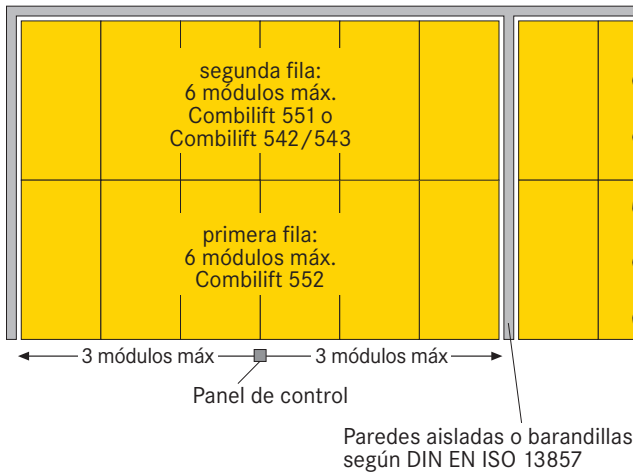 segunda fila:
6 módulos máx.
Combilift 551 o
Combilift 542/543
primera fila:
6 módulos máx.
Combilift 552
3 módulos máx
3 módulos máx
Panel de control
Paredes aisladas o barandillas
según DIN EN ISO 13857